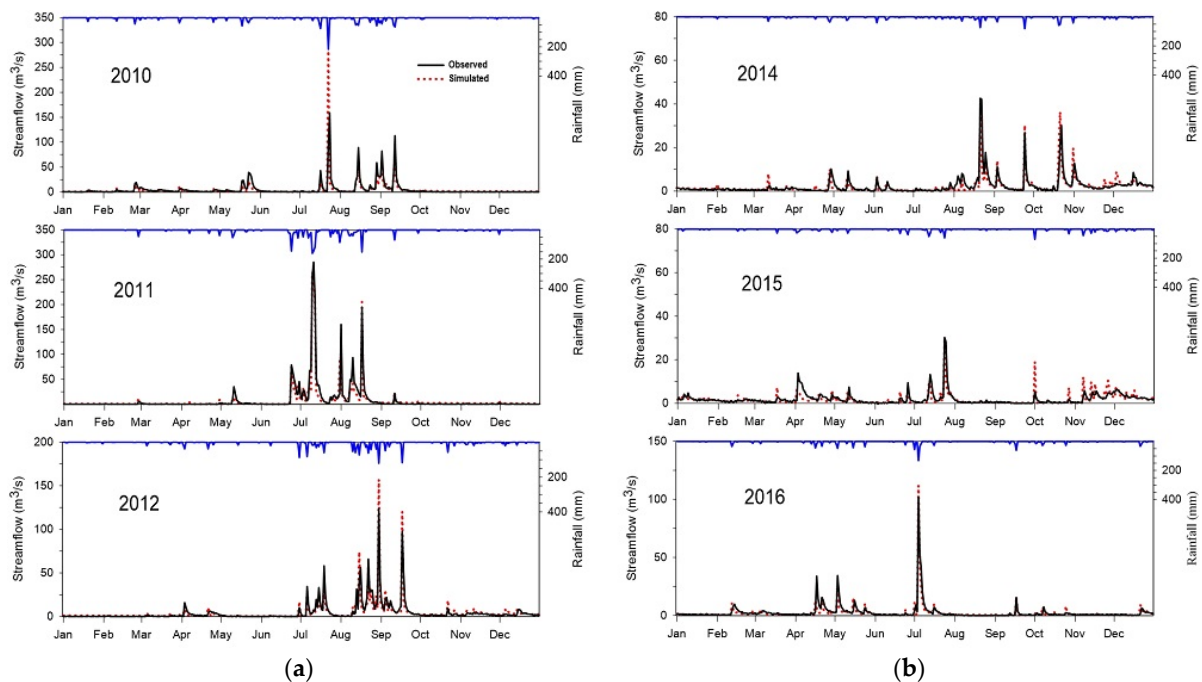 350
300
250
200
150
100
50
0
Streamflow (m³/s)
2010
Observed
Simulated
200
400
Rainfall (mm)
Jan Feb Mar Apr May Jun Jul Aug Sep Oct Nov Dec
350
300
250
200
150
100
50
Streamflow (m³/s)
2011
200
400
Rainfall (mm)
Jan Feb Mar Apr May Jun Jul Aug Sep Oct Nov Dec
200
150
100
50
0
Streamflow (m³/s)
2012
200
400
Rainfall (mm)
Jan Feb Mar Apr May Jun Jul Aug Sep Oct Nov Dec
(a)
80
60
40
20
0
Streamflow (m³/s)
2014
200
400
Rainfall (mm)
Jan Feb Mar Apr May Jun Jul Aug Sep Oct Nov Dec
80
60
40
20
0
Streamflow (m³/s)
2015
200
400
Rainfall (mm)
Jan Feb Mar Apr May Jun Jul Aug Sep Oct Nov Dec
150
100
50
0
Streamflow (m³/s)
2016
200
400
Rainfall (mm)
Jan Feb Mar Apr May Jun Jul Aug Sep Oct Nov Dec
(b)